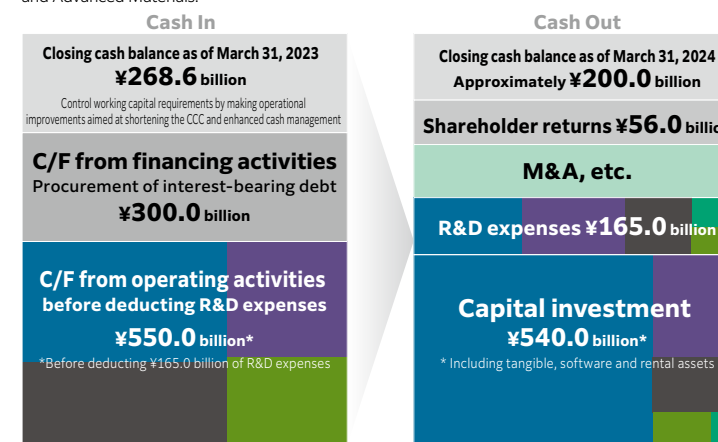 and Advanced Materials.
Cash In
Closing cash balance as of March 31, 2023
¥268.6 billion
Control working capital requirements by making operational
improvements aimed at shortening the CCC and enhanced cash management
C/F from financing activities
Procurement of interest-bearing debt
¥300.0 billion
C/F from operating activities
before deducting R&D expenses
¥550.0 billion*
*Before deducting ¥165.0 billion of R&D expenses
Cash Out
Closing cash balance as of March 31, 2024
Approximately ¥200.0 billion
Shareholder returns ¥56.0
M&A, etc.
R&D expenses ¥165.0 billion
Capital investment
¥540.0 billion*
* Including tangible, software and rental assets